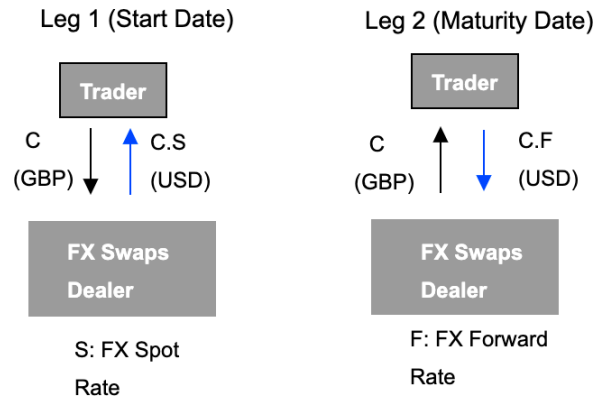 Leg 1 (Start Date)
Trader
C
(GBP)
C.S
(USD)
FX Swaps
Dealer
S: FX Spot
Rate
Leg 2 (Maturity Date)
Trader
C
(GBP)
C.F
(USD)
FX Swaps
Dealer
F: FX Forward
Rate